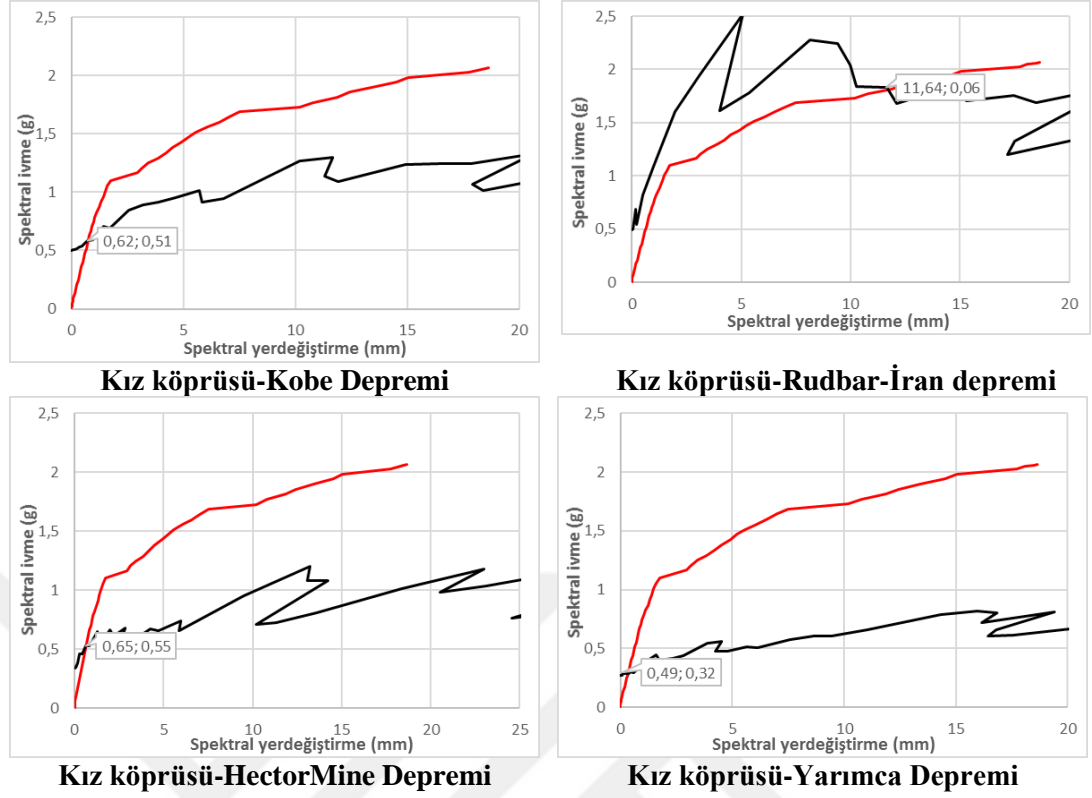 2,5
2
1,5
1
0,5
0
Spektral ivme (g)
0,62; 0,51
0 5 10 15 20
Spektral yerdeğiştirme (mm)
Kız köprüsü-Kobe Depremi
2,5
2
1,5
1
0,5
0
Spektral ivme (g)
11,64; 0,06
0 5 10 15 20
Spektral yerdeğiştirme (mm)
Kız köprüsü-Rudbar-İran depremi
2,5
2
1,5
1
0,5
0
Spektral ivme (g)
0,65; 0,55
0 5 10 15 20 25
Spektral yerdeğiştirme (mm)
Kız köprüsü-HectorMine Depremi
2,5
2
1,5
1
0,5
0
Spektral ivme (g)
0,49; 0,32
0 5 10 15 20
Spektral yerdeğiştirme (mm)
Kız köprüsü-Yarımca Depremi